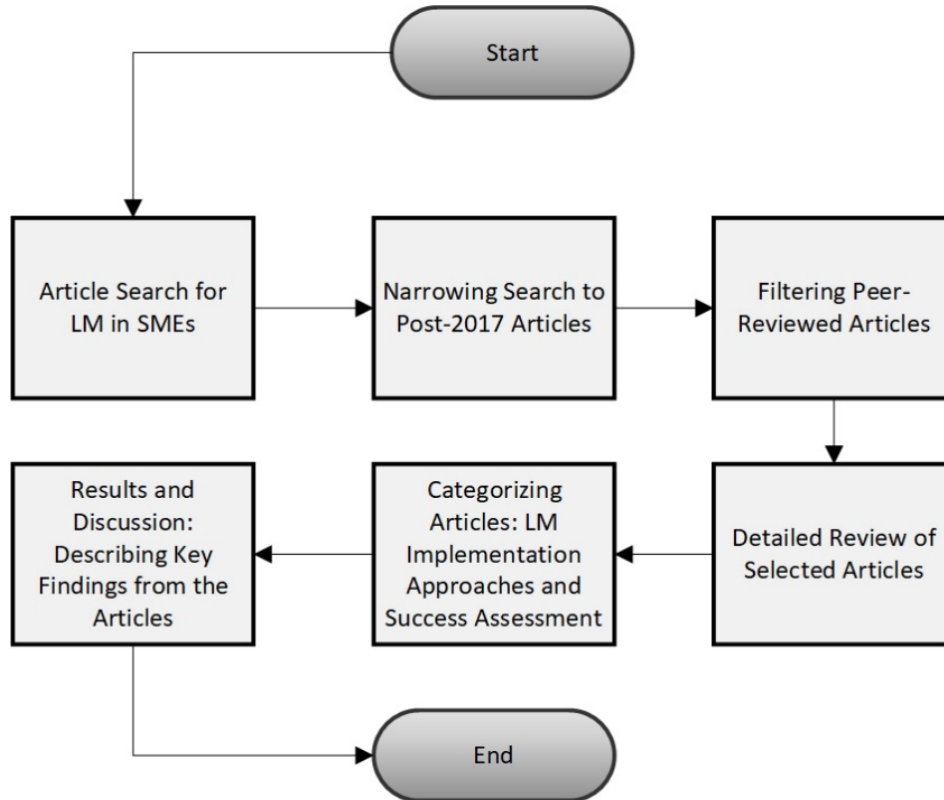 Start
Article Search for
LM in SMEs
Narrowing Search to
Post-2017 Articles
Filtering Peer-
Reviewed Articles
Detailed Review of
Selected Articles
Categorizing
Articles: LM
Implementation
Approaches and
Success Assessment
Results and
Discussion:
Describing Key
Findings from the
Articles
End